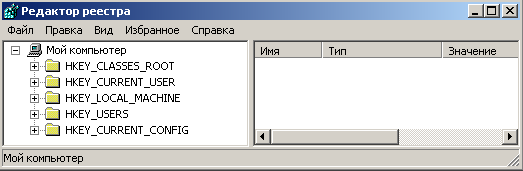 Редактор реестра
Файл Правка Вид Избранное Справка
Мой компьютер
HKEY_CLASSES_ROOT
HKEY_CURRENT_USER
HKEY_LOCAL_MACHINE
HKEY_USERS
HKEY_CURRENT_CONFIG
Имя Тип Значение
Мой компьютер